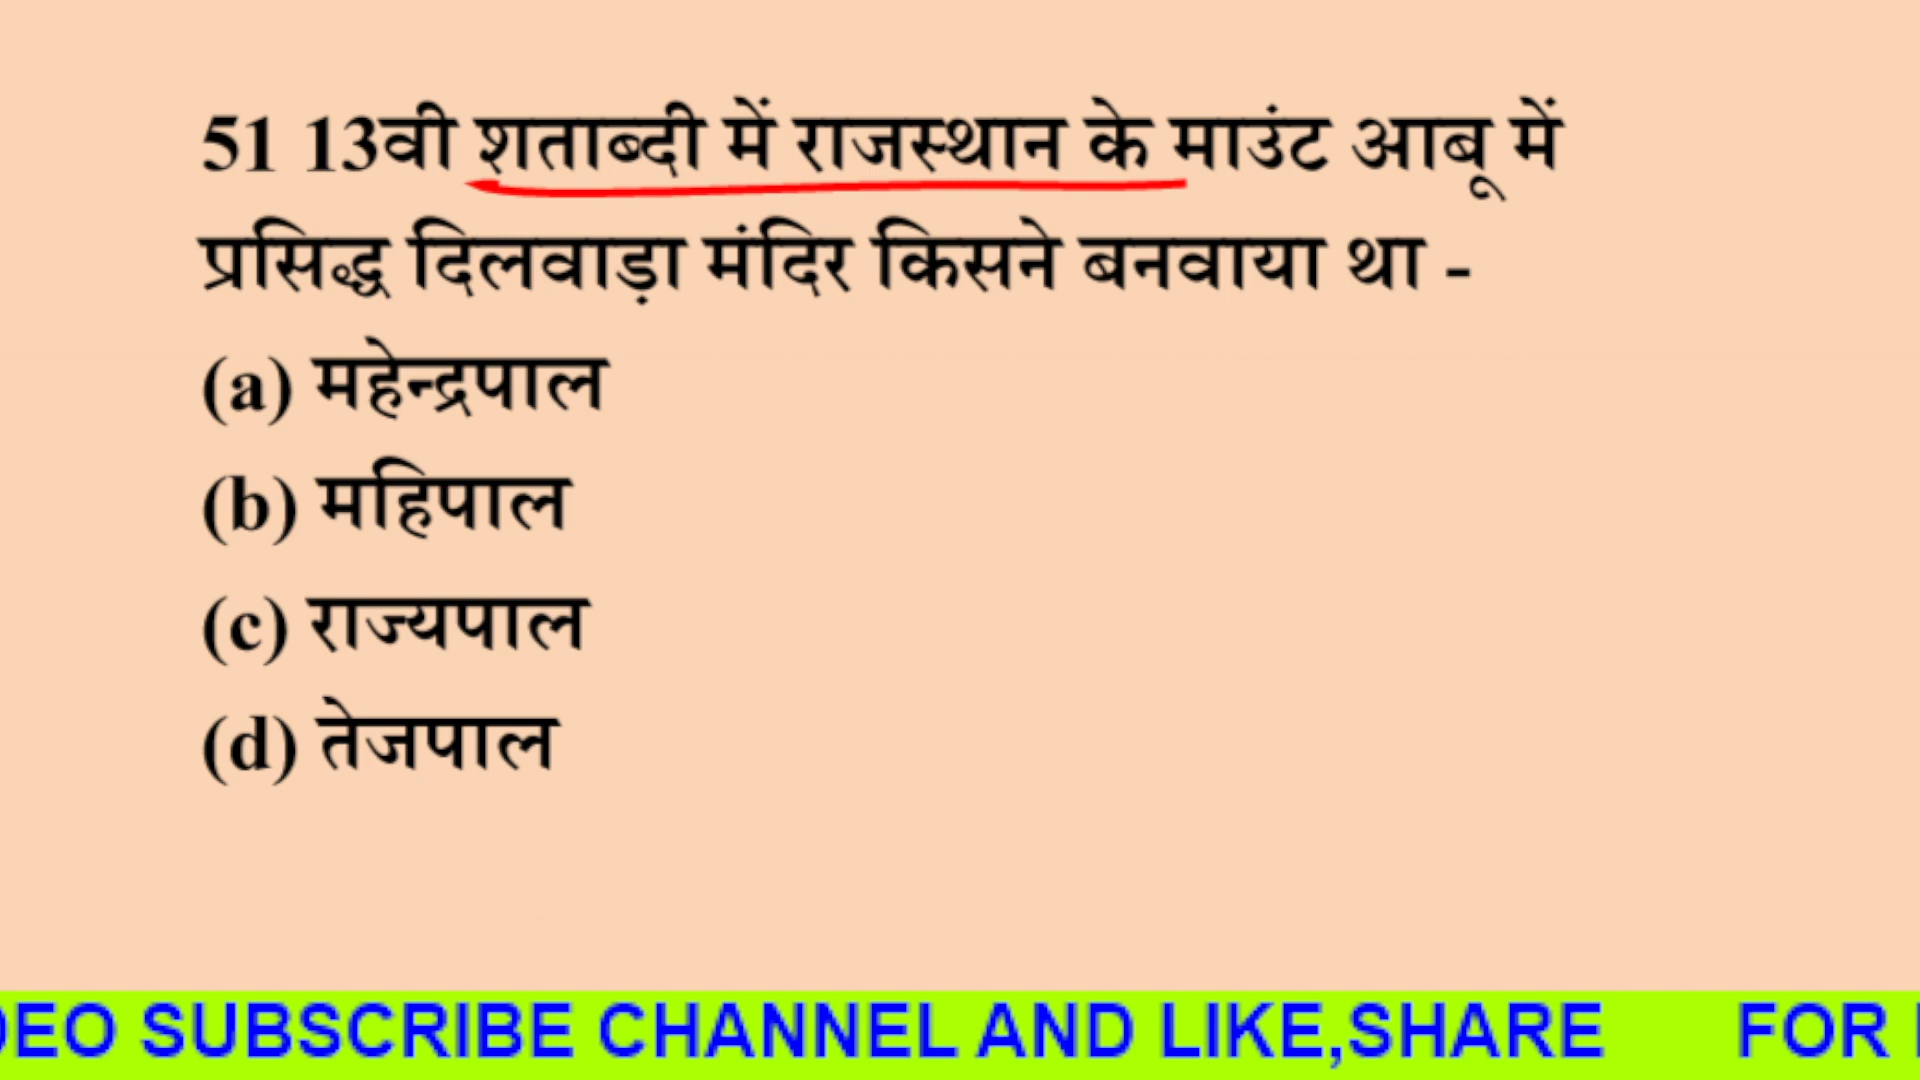 51 13वी शताब्दी में राजस्थान के माउंट आबू में
प्रसिद्ध दिलवाड़ा मंदिर किसने बनवाया था -
(a) महेन्द्रपाल
(b) महिपाल
(c) राज्यपाल
(d) तेजपाल
SUBSCRIBE CHANNEL AND LIKE,SHARE FOR